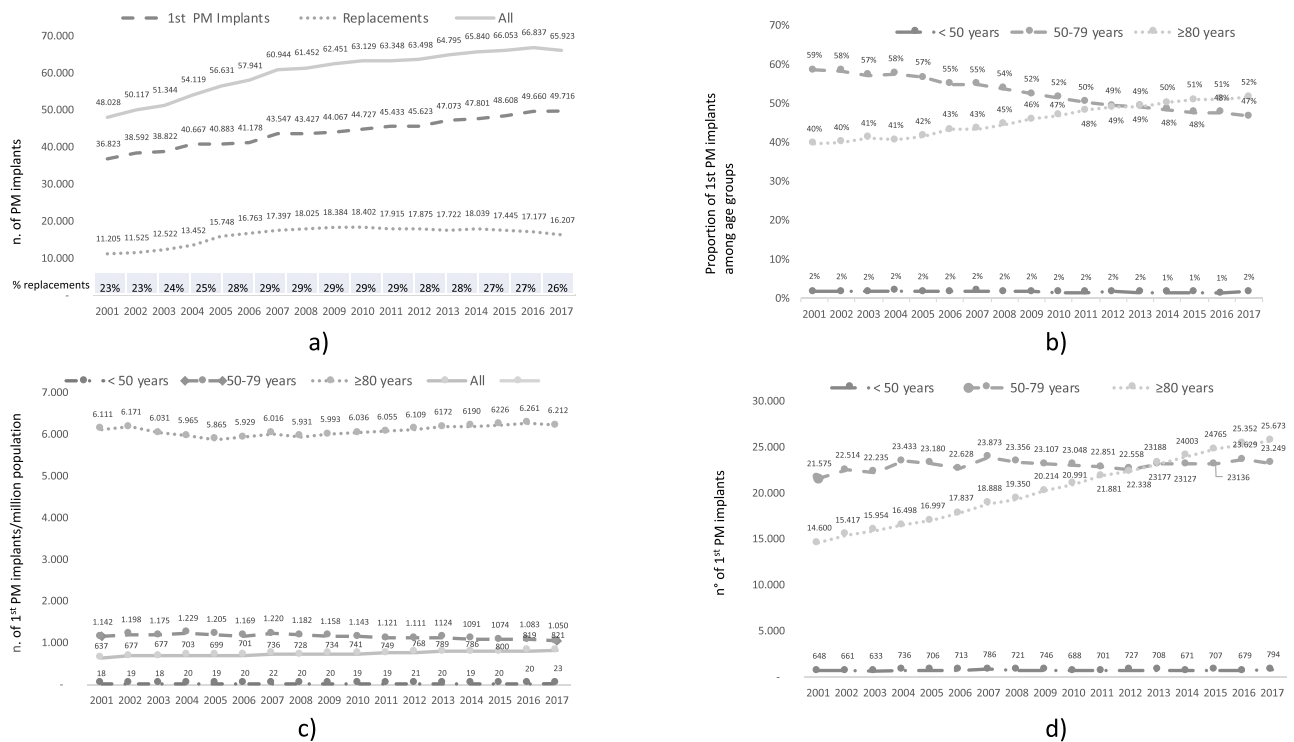 1st PM Implants Replacements All
70.000
60.000
50.000
40.000
30.000
20.000
10.000
-
n. of PM implants
48.028 50.117 51.344 54.119 56.631 57.941 60.944 61.452 62.451 63.129 63.348 63.498 64.795 65.840 66.053 66.837 65.923
36.823 38.592 38.822 40.667 40.883 41.178 43.547 43.427 44.067 44.727 45.433 45.623 47.073 47.801 48.608 49.660 49.716
11.205 11.525 12.522 13.452 15.748 16.763 17.397 18.025 18.384 18.402 17.915 17.875 17.722 18.039 17.445 17.177 16.207
% replacements 23% 23% 24% 25% 28% 29% 29% 29% 29% 29% 28% 28% 28% 28% 27% 27% 26%
2001 2002 2003 2004 2005 2006 2007 2008 2009 2010 2011 2012 2013 2014 2015 2016 2017
a)
< 50 years 50-79 years ≥80 years
70%
60%
50%
40%
30%
20%
10%
0%
Proportion of 1st PM implants
among age groups
59% 58% 57% 58% 57% 55% 55% 54% 52% 52% 50% 49% 49% 48% 48% 48% 47%
40% 40% 41% 41% 42% 43% 43% 45% 46% 47% 48% 49% 49% 50% 51% 51% 52%
2% 2% 2% 2% 2% 2% 2% 2% 2% 2% 2% 2% 2% 1% 1% 1% 2%
2001 2002 2003 2004 2005 2006 2007 2008 2009 2010 2011 2012 2013 2014 2015 2016 2017
b)
< 50 years 50-79 years ≥80 years All
7.000
6.000
5.000
4.000
3.000
2.000
1.000
-
n. of 1st PM implants/million population
6.111 6.171 6.031 5.965 5.865 5.929 6.016 5.931 5.993 6.036 6.055 6.109 6172 6190 6226 6.261 6.212
1.142 1.198 1.175 1.229 1.205 1.169 1.220 1.182 1.158 1.143 1.121 1.111 1124 1091 1074 1.083 1.050
637 677 677 703 699 701 736 728 734 741 749 768 789 786 800 819 821
18 19 18 20 19 20 22 20 20 19 19 21 20 19 20 20 23
2001 2002 2003 2004 2005 2006 2007 2008 2009 2010 2011 2012 2013 2014 2015 2016 2017
c)
< 50 years 50-79 years ≥80 years
30.000
25.000
20.000
15.000
10.000
5.000
-
n° of 1st PM implants
21.575 22.514 22.235 23.433 23.180 22.628 23.873 23.356 23.107 23.048 22.851 22.558 23177 23127 23136 23.629 23.249
14.600 15.417 15.954 16.498 16.997 17.837 18.888 19.350 20.214 20.991 21.881 22.338 23188 24003 24765 25.352 25.673
648 661 633 736 706 713 786 721 746 688 701 727 708 671 707 679 794
2001 2002 2003 2004 2005 2006 2007 2008 2009 2010 2011 2012 2013 2014 2015 2016 2017
d)